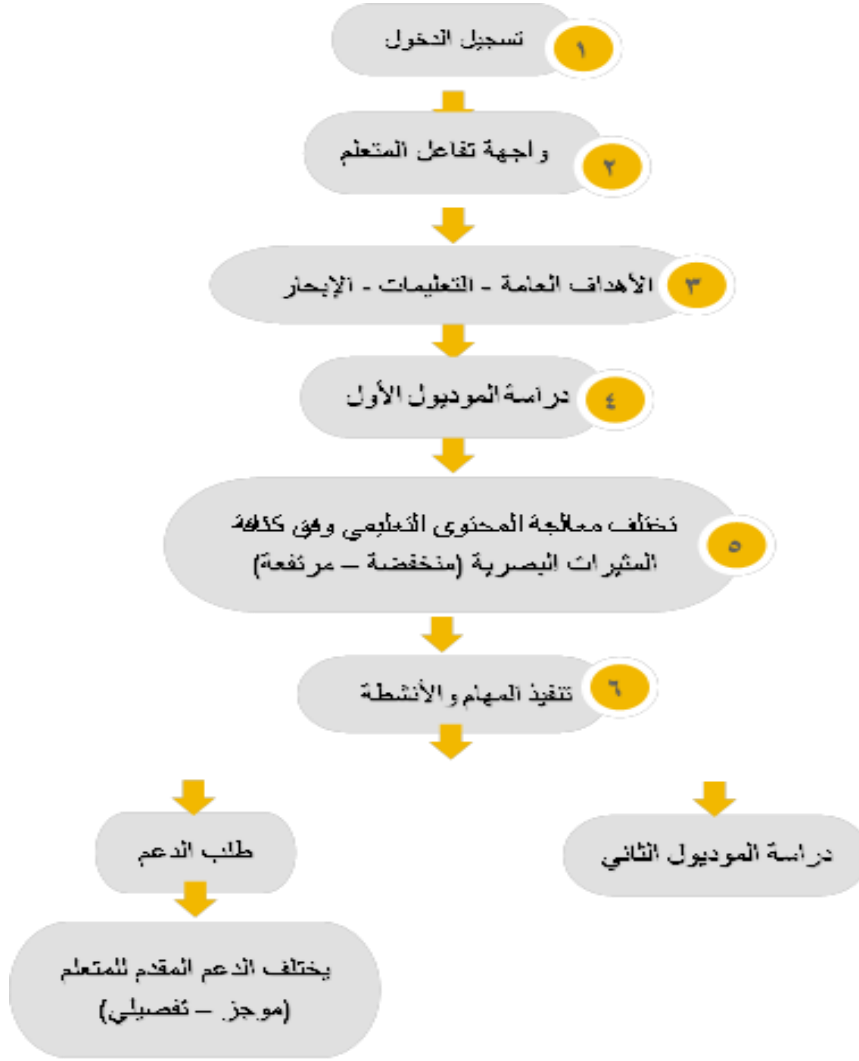 تسجيل الدخول ١
واجهة تفاعل المتعلم ٢
الأهداف العامة - التعليمات - الإبحار ٣
دراسة الموديول الأول ٤
تختلف معالجة المحتوى التعليمي وفق كثافة
المثيرات البصرية (منخفضة – مرتفعة)
٥
تنفيذ المهام والأنشطة ٦
دراسة الموديول الثاني
طلب الدعم
يختلف الدعم المقدم للمتعلم
(موجز – تفصيلي)